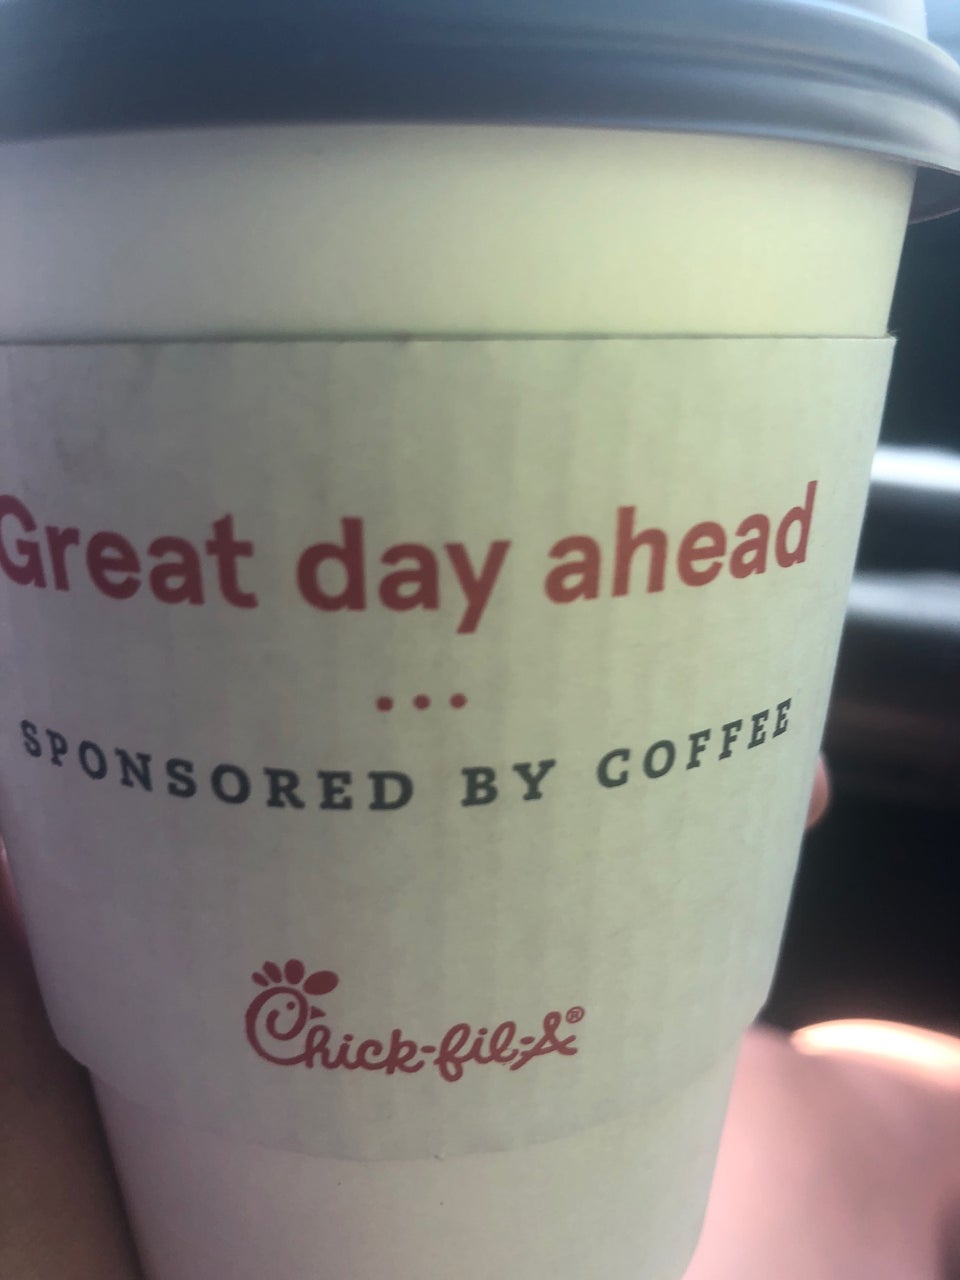 Great day ahead
...
SPONSORED BY COFFEE
Chick-fil-A®